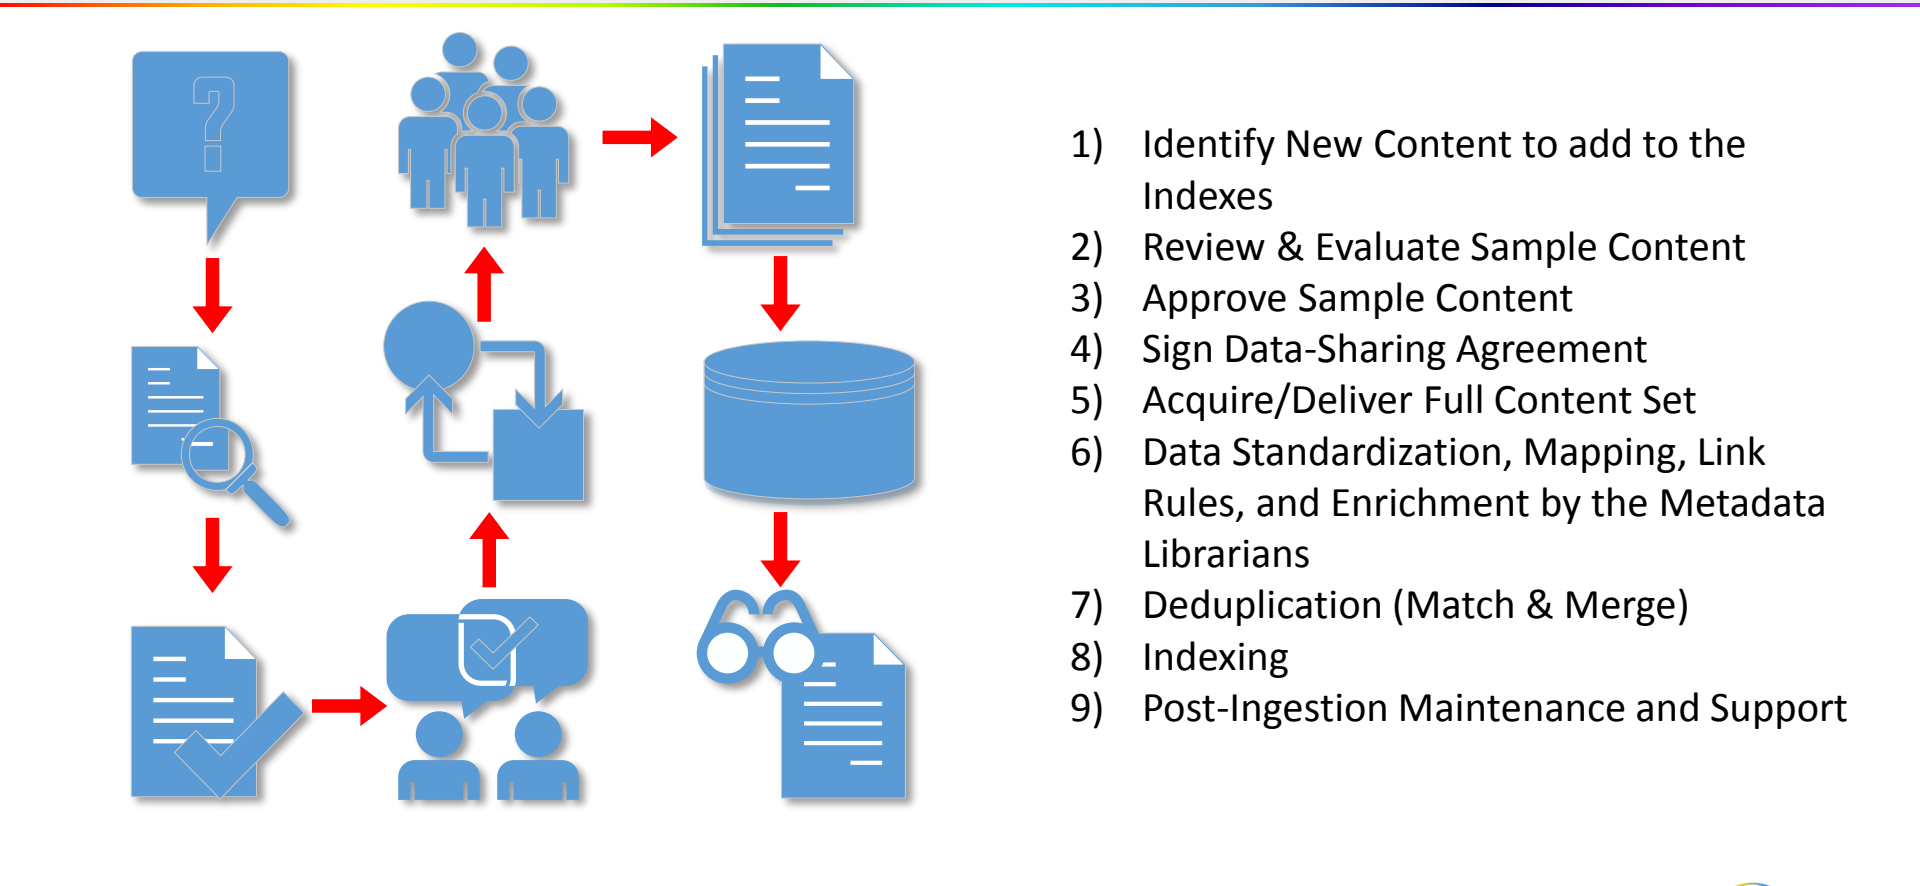 ?
1) Identify New Content to add to the
Indexes
2) Review & Evaluate Sample Content
3) Approve Sample Content
4) Sign Data-Sharing Agreement
5) Acquire/Deliver Full Content Set
6) Data Standardization, Mapping, Link
Rules, and Enrichment by the Metadata
Librarians
7) Deduplication (Match & Merge)
8) Indexing
9) Post-Ingestion Maintenance and Support